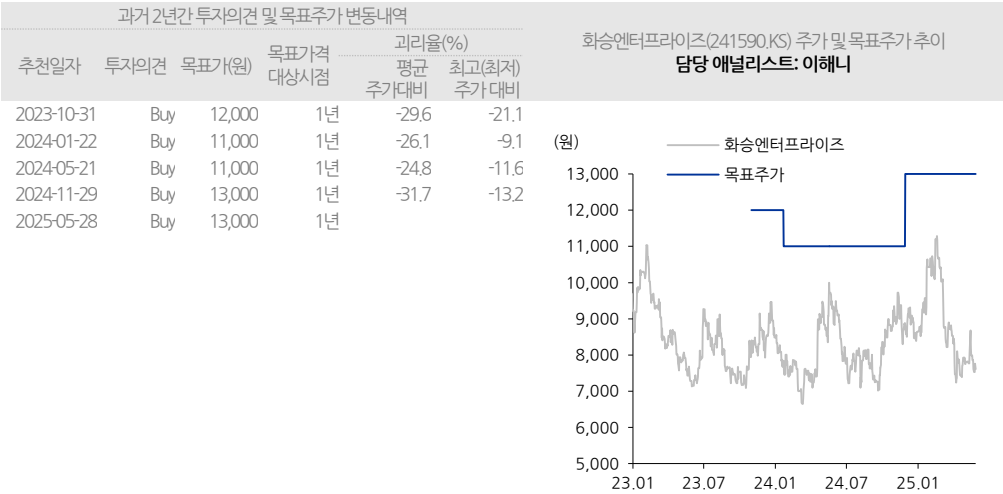 과거 2년간 투자의견 및 목표주가 변동내역
추천일자 투자의견 목표가(원) 목표가격 대상시점 괴리율(%)
평균 주가대비 최고(최저) 주가 대비
2023-10-31 Buy 12,000 1년 -29.6 -21.1
2024-01-22 Buy 11,000 1년 -26.1 -9.1
2024-05-21 Buy 11,000 1년 -24.8 -11.6
2024-11-29 Buy 13,000 1년 -31.7 -13.2
2025-05-28 Buy 13,000 1년
화승엔터프라이즈(241590.KS) 주가 및 목표주가 추이
담당 애널리스트: 이해니
(원)
화승엔터프라이즈
목표주가
13,000
12,000
11,000
10,000
9,000
8,000
7,000
6,000
5,000
23.01 23.07 24.01 24.07 25.01